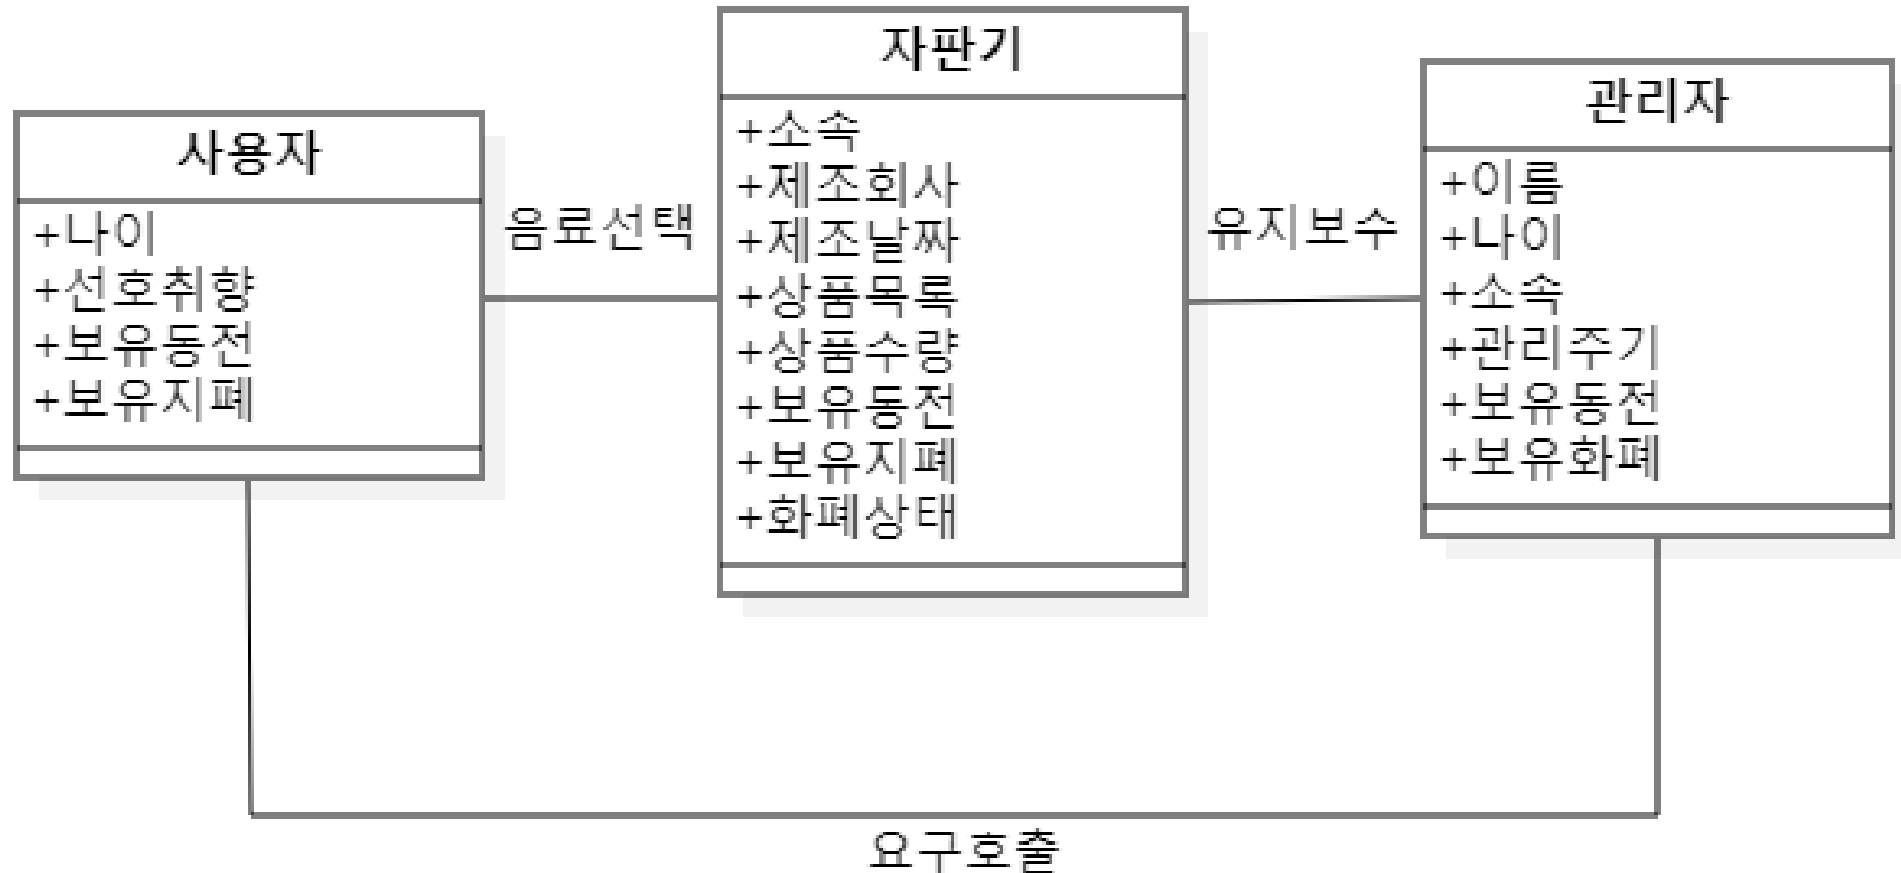 사용자
+나이
+선호취향
+보유동전
+보유지폐
음료선택
자판기
+소속
+제조회사
+제조날짜
+상품목록
+상품수량
+보유동전
+보유지폐
+화폐상태
유지보수
관리자
+이름
+나이
+소속
+관리주기
+보유동전
+보유화폐
요구호출